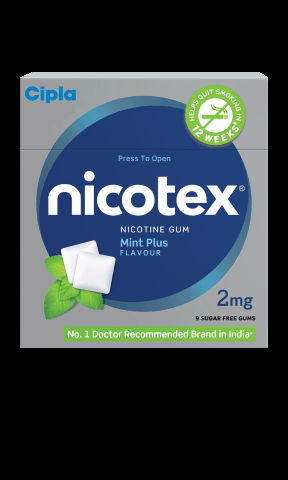 Cipla
HELPS QUIT SMOKING IN
12 WEEKS*
Press To Open
nicotex®
NICOTINE GUM
Mint Plus
FLAVOUR
2mg
9 SUGAR FREE GUMS
No. 1 Doctor Recommended Brand in India*